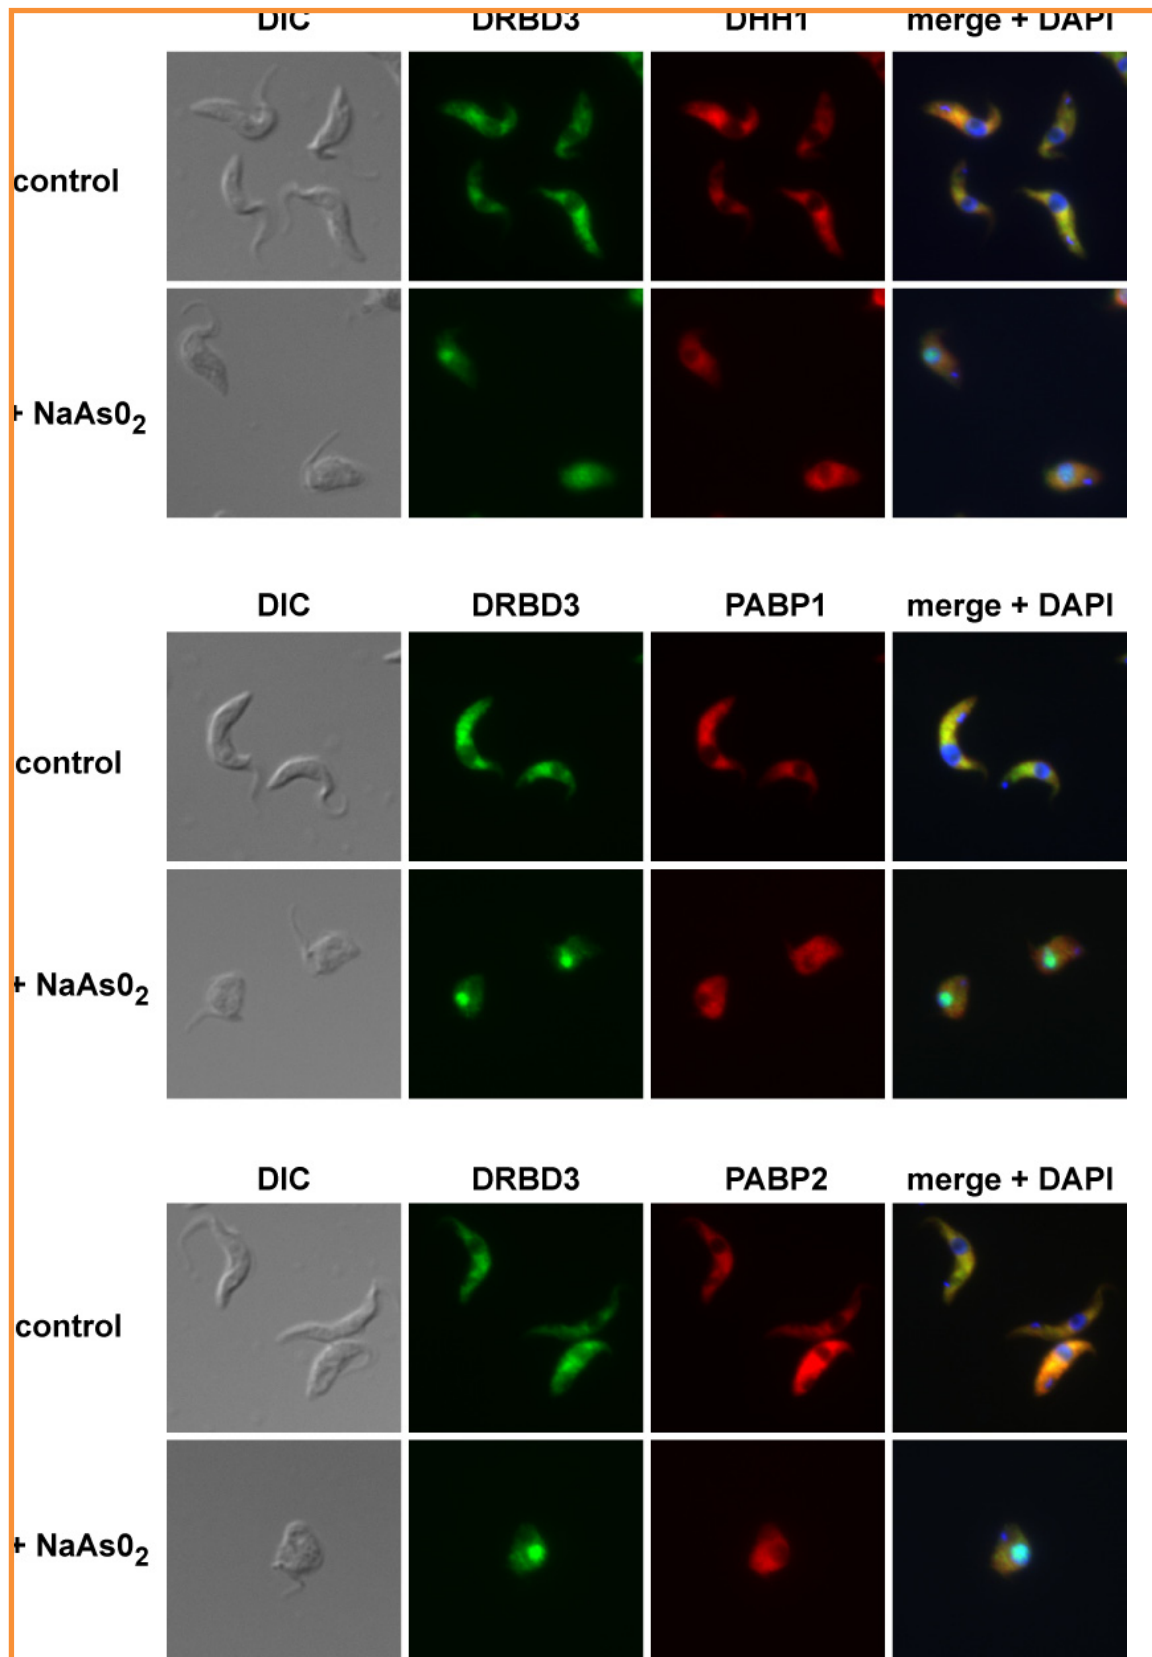 DIC DRBD3 DHH1 merge + DAPI
control
+ NaAs0₂
DIC DRBD3 PABP1 merge + DAPI
control
+ NaAs0₂
DIC DRBD3 PABP2 merge + DAPI
control
+ NaAs0₂